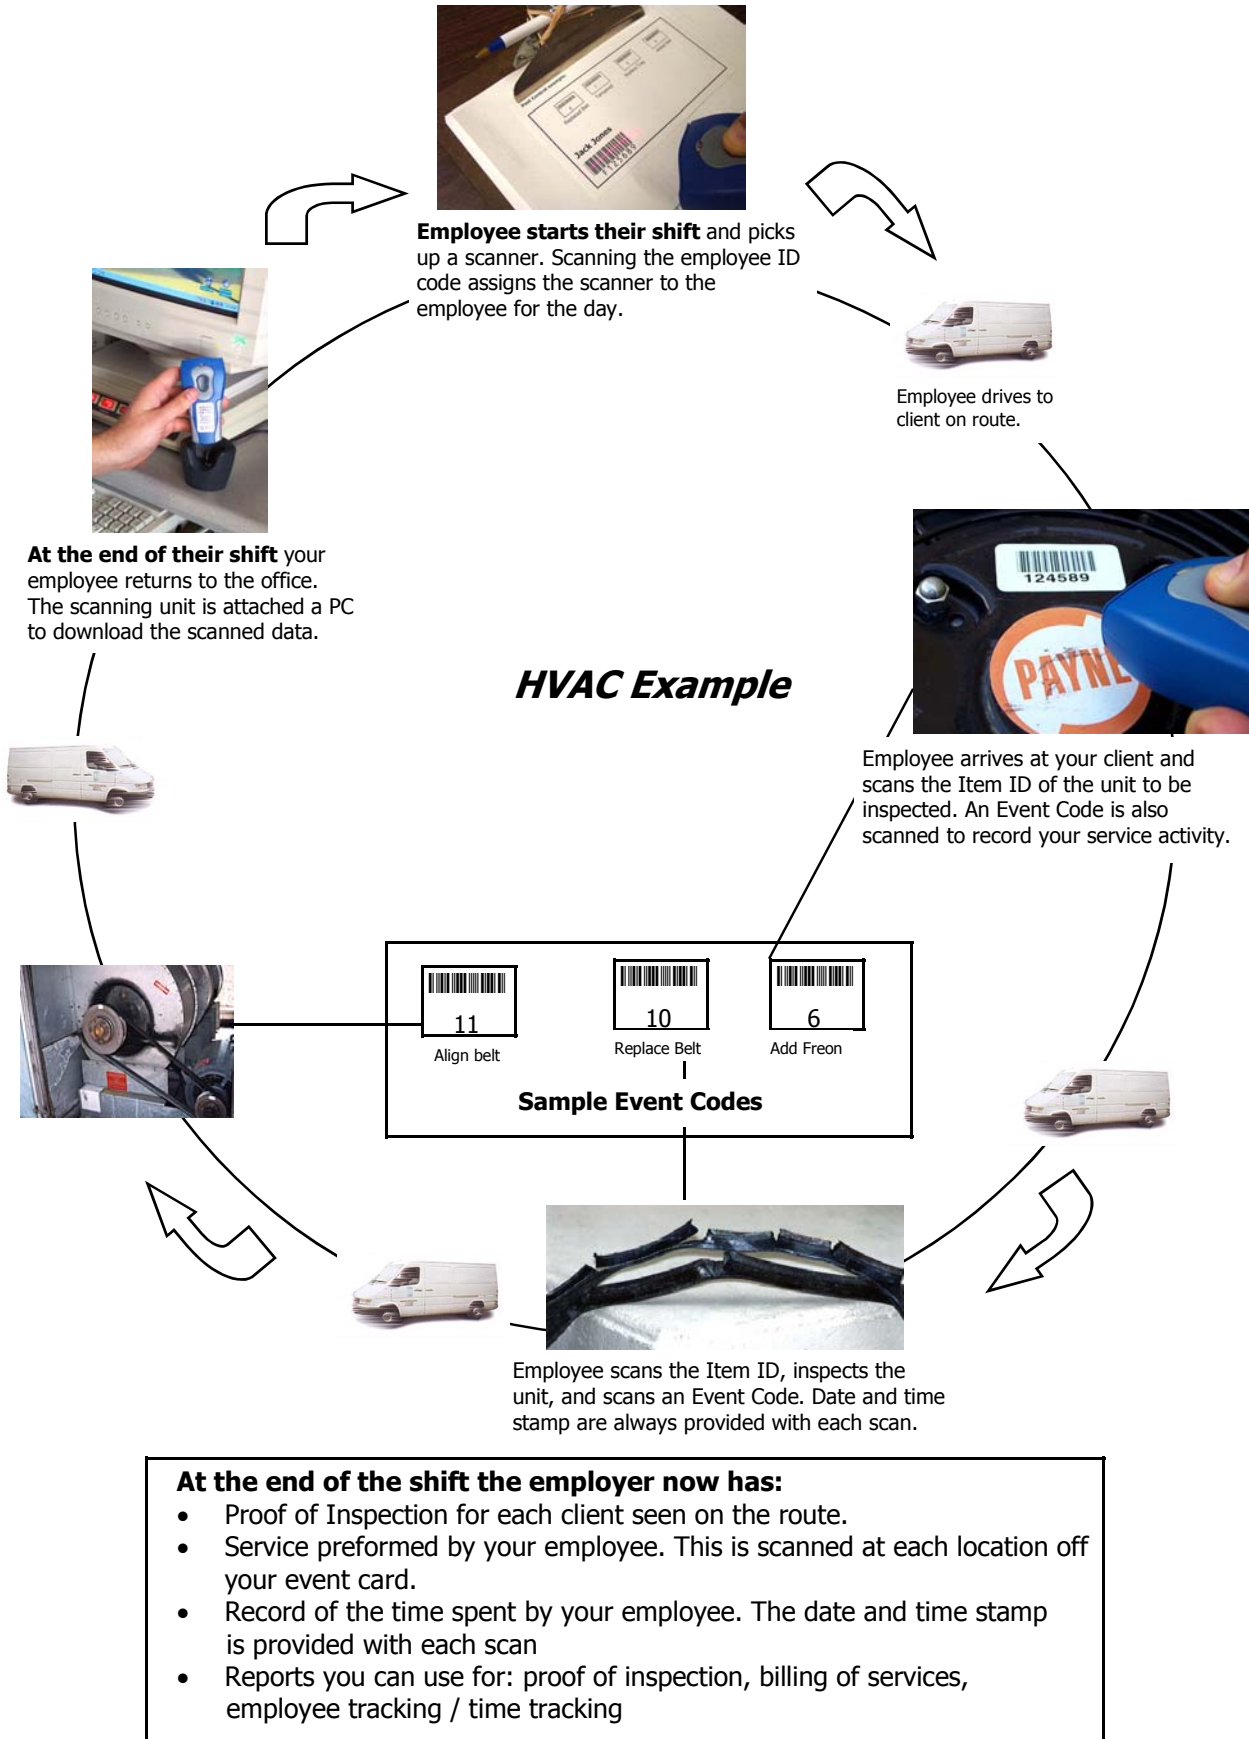 Pest Control example
Jack Jones
Employee starts their shift and picks
up a scanner. Scanning the employee ID
code assigns the scanner to the
employee for the day.
Employee drives to
client on route.
At the end of their shift your
employee returns to the office.
The scanning unit is attached a PC
to download the scanned data.
124589
PAYNE
HVAC Example
Employee arrives at your client and
scans the Item ID of the unit to be
inspected. An Event Code is also
scanned to record your service activity.
11
10
6
Align belt
Replace Belt
Add Freon
Sample Event Codes
Employee scans the Item ID, inspects the
unit, and scans an Event Code. Date and time
stamp are always provided with each scan.
At the end of the shift the employer now has:
• Proof of Inspection for each client seen on the route.
• Service preformed by your employee. This is scanned at each location off
your event card.
• Record of the time spent by your employee. The date and time stamp
is provided with each scan
• Reports you can use for: proof of inspection, billing of services,
employee tracking / time tracking